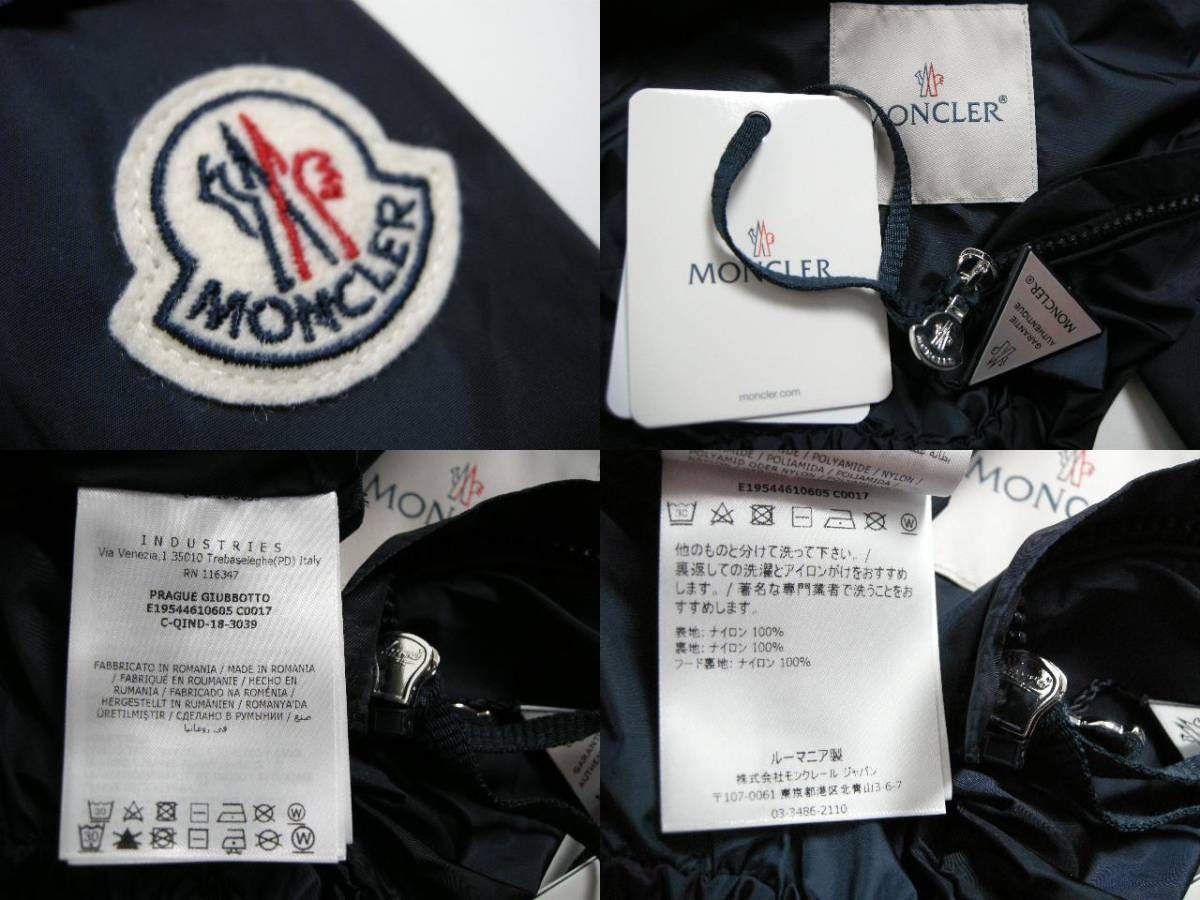 MONCLER
MONCLER®
MONCLER
moncler.com
MONCLER®
GARANTIE
AUTHENTIQUE
INDUSTRIES
Via Venezia,1 35010 Trebaseleghe(PD) Italy
RN 116347
PRAGUE GIUBBOTTO
E19544610605 C0017
C-QIND-18-3039
FABBRICATO IN ROMANIA / MADE IN ROMANIA
/ FABRIQUÉ EN ROUMANIE / HECHO EN
RUMANIA / FABRICADO NA ROMÉNIA /
HERGESTELLT IN RUMÄNIEN / ROMANYA'DA
ÜRETILMIŞTIR / СДЕЛАНО В РУМЫНИИ / صنع
في رومانيا
30
30
W
W
MONCLER
/ POLYAMIDE / NYLON /
POLYAMID ODER NYLON / POLIAMIDA /
E19544610605 C0017
30
W
他のものと分けて洗って下さい。/
裏返しての洗濯とアイロンがけをおすすめ
します。/ 著名な専門業者で洗うことをお
すすめします。
表地: ナイロン 100%
裏地: ナイロン 100%
フード裏地: ナイロン 100%
ルーマニア製
株式会社モンクレール ジャパン
〒107-0061 東京都港区北青山3-6-7
03-3486-2110
MONCLER